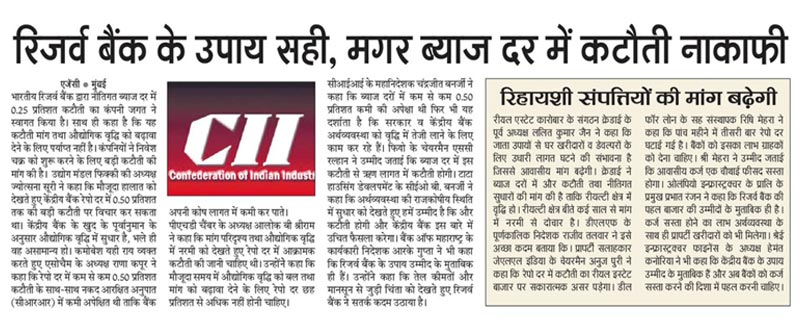 रिजर्व बैंक के उपाय सही, मगर ब्याज दर में कटौती नाकाफी
एजेंसी ● मुंबई
भारतीय रिजर्व बैंक द्वारा नीतिगत ब्याज दर में
0.25 प्रतिशत कटौती का कंपनी जगत ने
स्वागत किया है। साथ ही कहा है कि यह
कटौती मांग तथा औद्योगिक वृद्धि को बढ़ावा
देने के लिए पर्याप्त नहीं है। कंपनियों ने निवेश
चक्र को शुरू करने के लिए बड़ी कटौती की
मांग की है। उद्योग मंडल फिक्की की अध्यक्ष
ज्योत्सना सूरी ने कहा कि मौजूदा हालात को
देखते हुए केंद्रीय बैंक रेपो दर में 0.50 प्रतिशत
तक की बड़ी कटौती पर विचार कर सकता
था। केंद्रीय बैंक के खुद के पूर्वानुमान के
अनुसार औद्योगिक वृद्धि में सुधार है, भले ही
वह असामान्य हो। कमोबेश यही राय व्यक्त
करते हुए एसोचैम के अध्यक्ष राणा कपूर ने
कहा कि रेपो दर में कम से कम 0.50 प्रतिशत
कटौती के साथ-साथ नकद आरक्षित अनुपात
(सीआरआर) में कमी अपेक्षित थी ताकि बैंक
CII
Confederation of Indian Industr
अपनी कोष लागत में कमी कर पाते।
पीएचडी चैंबर के अध्यक्ष आलोक बी श्रीराम
ने कहा कि मांग परिदृश्य तथा औद्योगिक वृद्धि
में नरमी को देखते हुए रेपो दर में आक्रामक
कटौती की जानी चाहिए थी। उन्होंने कहा कि
मौजूदा समय में औद्योगिक वृद्धि को बल तथा
मांग को बढ़ावा देने के लिए रेपो दर छह
प्रतिशत से अधिक नहीं होनी चाहिए।
सीआईआई के महानिदेशक चंद्रजीत बनर्जी ने
कहा कि ब्याज दरों में कम से कम 0.50
प्रतिशत कमी की अपेक्षा थी फिर भी यह
दर्शाता है कि सरकार व केंद्रीय बैंक
अर्थव्यवस्था को वृद्धि में तेजी लाने के लिए
काम कर रहे हैं। फियो के चेयरमैन एससी
रल्हान ने उम्मीद जताई कि ब्याज दर में इस
कटौती से ऋण लागत में कटौती होगी। टाटा
हाउसिंग डेवलपमेंट के सीईओ बी. बनर्जी ने
कहा कि अर्थव्यवस्था की राजकोषीय स्थिति
में सुधार को देखते हुए हमें उम्मीद है कि और
कटौती होगी और केंद्रीय बैंक इस बारे में
उचित फैसला करेगा। बैंक ऑफ महाराष्ट्र के
कार्यकारी निदेशक आरके गुप्ता ने भी कहा
कि रिजर्व बैंक के उपाय उम्मीद के मुताबिक
ही हैं। उन्होंने कहा कि तेल कीमतों और
मानसून से जुड़ी चिंता को देखते हुए रिजर्व
बैंक ने सतर्क कदम उठाया है।
रिहायशी संपत्तियों की मांग बढ़ेगी
रीयल एस्टेट कारोबार के संगठन क्रेडाई के
पूर्व अध्यक्ष ललित कुमार जैन ने कहा कि
जाता उपायों से घर खरीदारों व डेवल्परों के
लिए उधारी लागत घटने की संभावना है
जिससे आवासीय मांग बढ़ेगी। क्रेडाई ने
ब्याज दरों में और कटौती तथा नीतिगत
सुधारों की मांग की है ताकि रीयल्टी क्षेत्र में
वृद्धि हो। रीयल्टी क्षेत्र बीते कई साल से मांग
में नरमी से दोचार है। डीएलएफ के
पूर्णकालिक निदेशक राजीव तलवार ने इसे
अच्छा कदम बताया कि। प्रापर्टी सलाहकार
जेएलएल इंडिया के चेयरमैन अनुज पुरी ने
कहा कि रेपो दर में कटौती का रीयल इस्टेट
बाजार पर सकारात्मक असर पड़ेगा। डील
फॉर लोन के सह संस्थापक रिषि मेहरा ने
कहा कि पांच महीने में तीसरी बार रेपो दर
घटाई गई है। बैंकों को इसका लाभ ग्राहकों
को देना चाहिए। श्री मेहरा ने उम्मीद जताई
कि आवासीय कर्ज एक चौथाई फीसद सस्ता
होगा। ओलंपियो इन्फ्रास्ट्रक्चर के प्रालि के
प्रमुख प्रभात रंजन ने कहा कि रिजर्व बैंक की
पहल बाजार की उम्मीदों के मुताबिक ही है।
कर्ज सस्ता होने का लाभ अर्थव्यवस्था के
साथ ही प्रापर्टी खरीदारों को भी मिलेगा। श्रेई
इन्फ्रास्ट्रक्चर फाइनेंस के अध्यक्ष हेमंत
कनोरिया ने भी कहा कि केंद्रीय बैंक के उपाय
उम्मीद के मुताबिक हैं और अब बैंकों को कर्ज
सस्ता करने की दिशा में पहल करनी चाहिए।